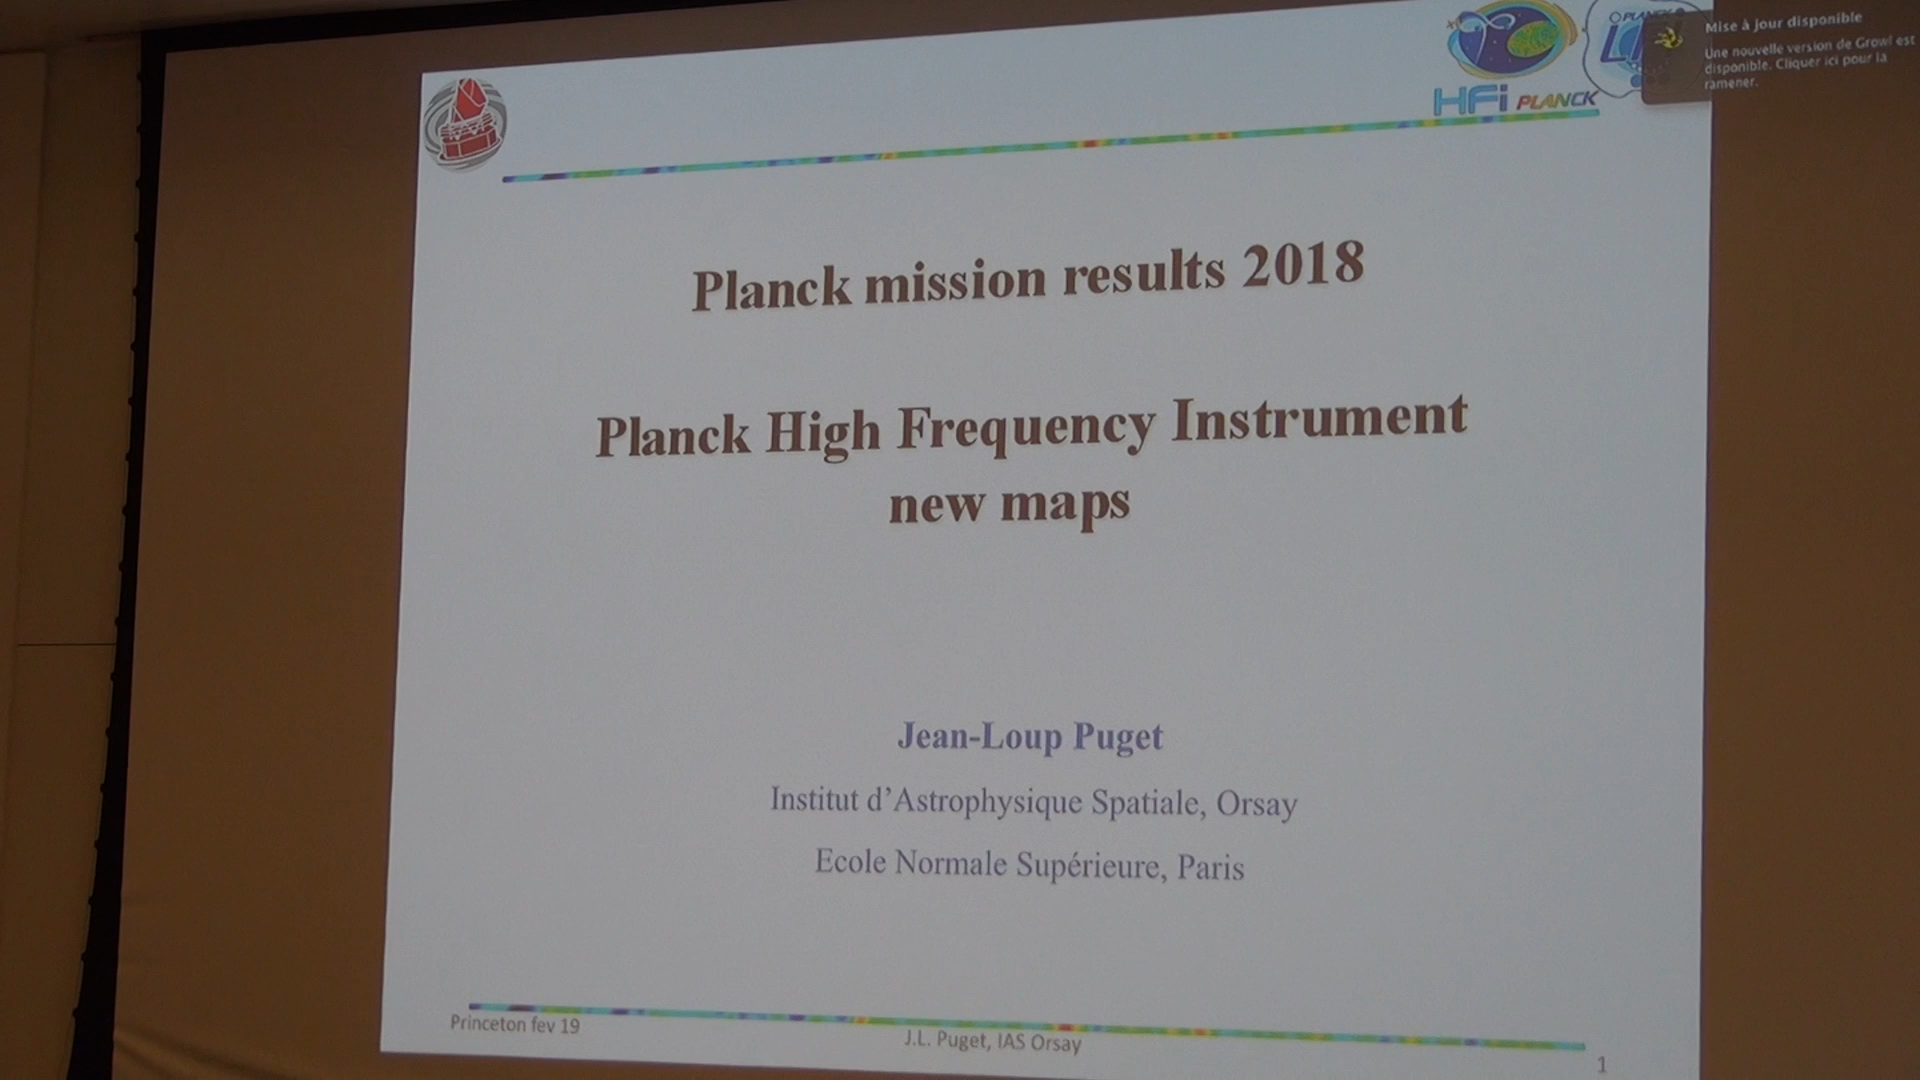 HFi PLANCK
Mise à jour disponible
Une nouvelle version de Growl est
disponible. Cliquer ici pour la
ramener.
Planck mission results 2018
Planck High Frequency Instrument
new maps
Jean-Loup Puget
Institut d’Astrophysique Spatiale, Orsay
Ecole Normale Supérieure, Paris
Princeton fev 19
J.L. Puget, IAS Orsay
1